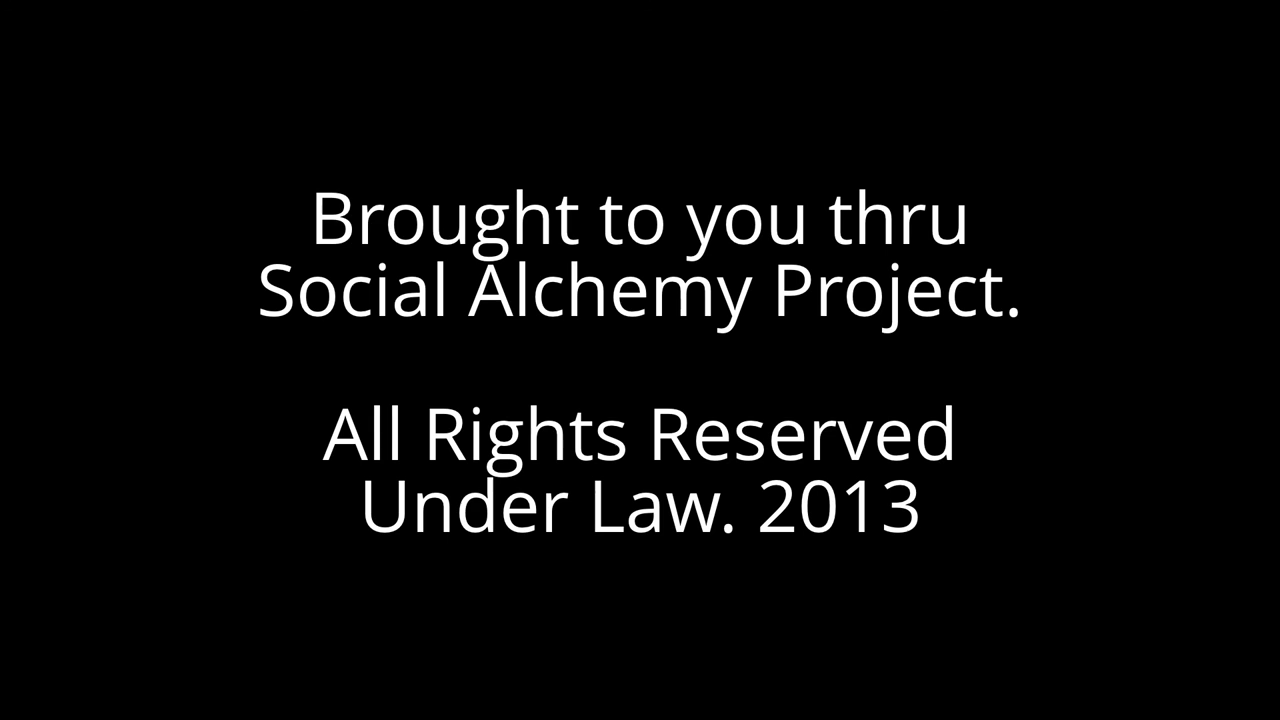 Brought to you thru
Social Alchemy Project.
All Rights Reserved
Under Law. 2013